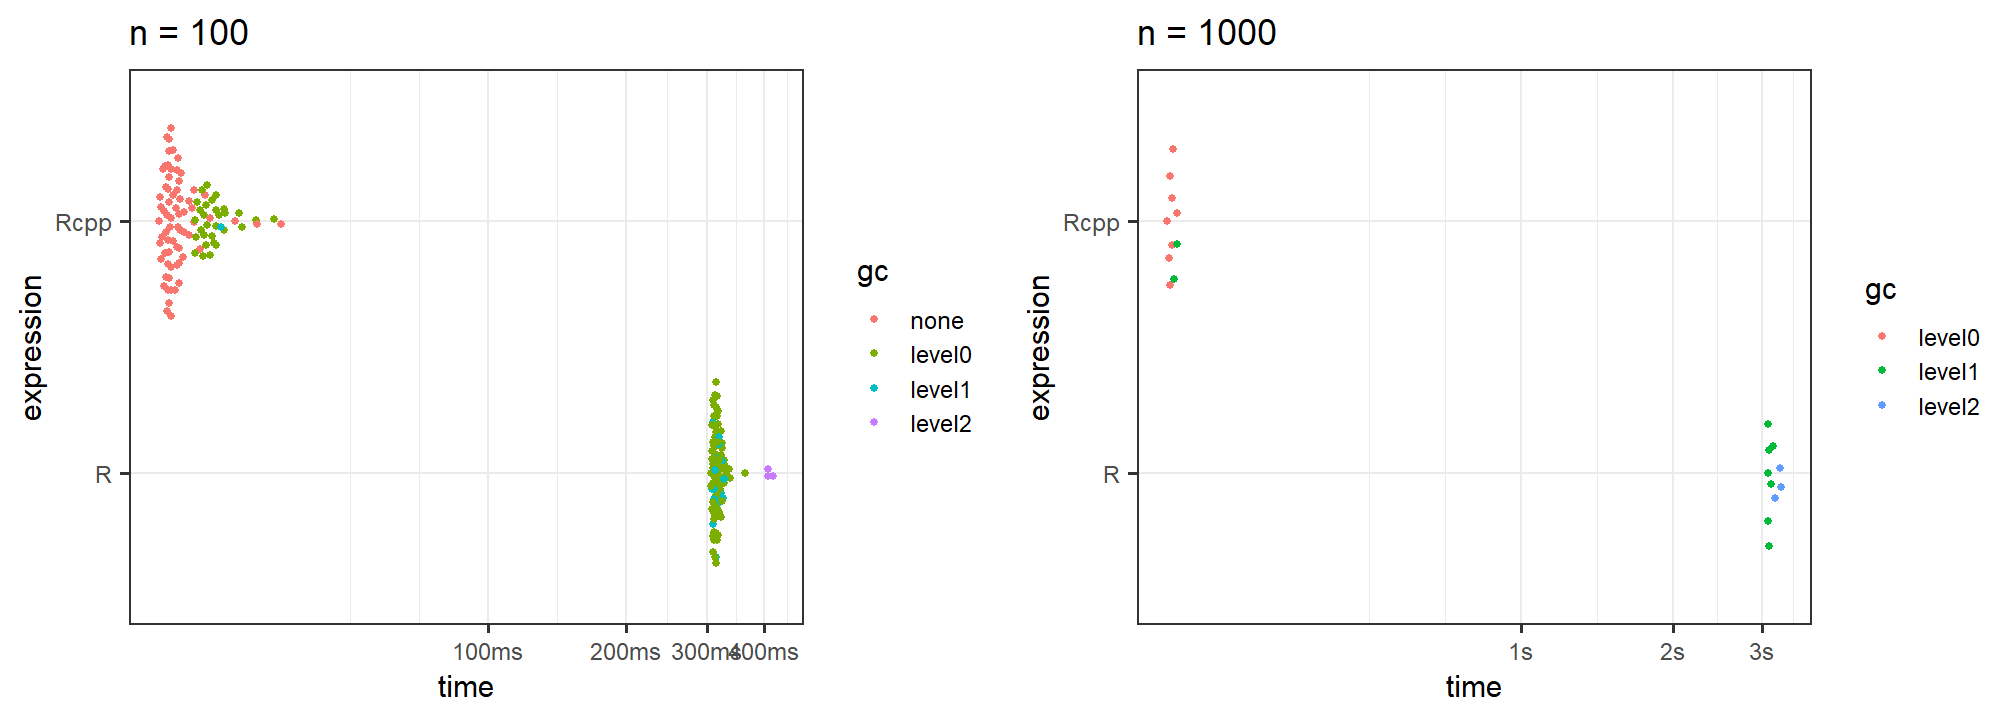 n = 100
Rcpp
R
expression
100ms
200ms
300ms
400ms
time
gc
none
level0
level1
level2
n = 1000
Rcpp
R
expression
1s
2s
3s
time
gc
level0
level1
level2